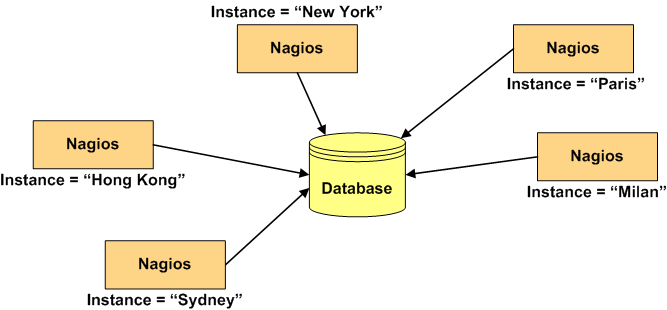 Instance = “New York”
Nagios
Nagios
Instance = “Paris”
Nagios
Instance = “Hong Kong”
Database
Nagios
Instance = “Milan”
Nagios
Instance = “Sydney”